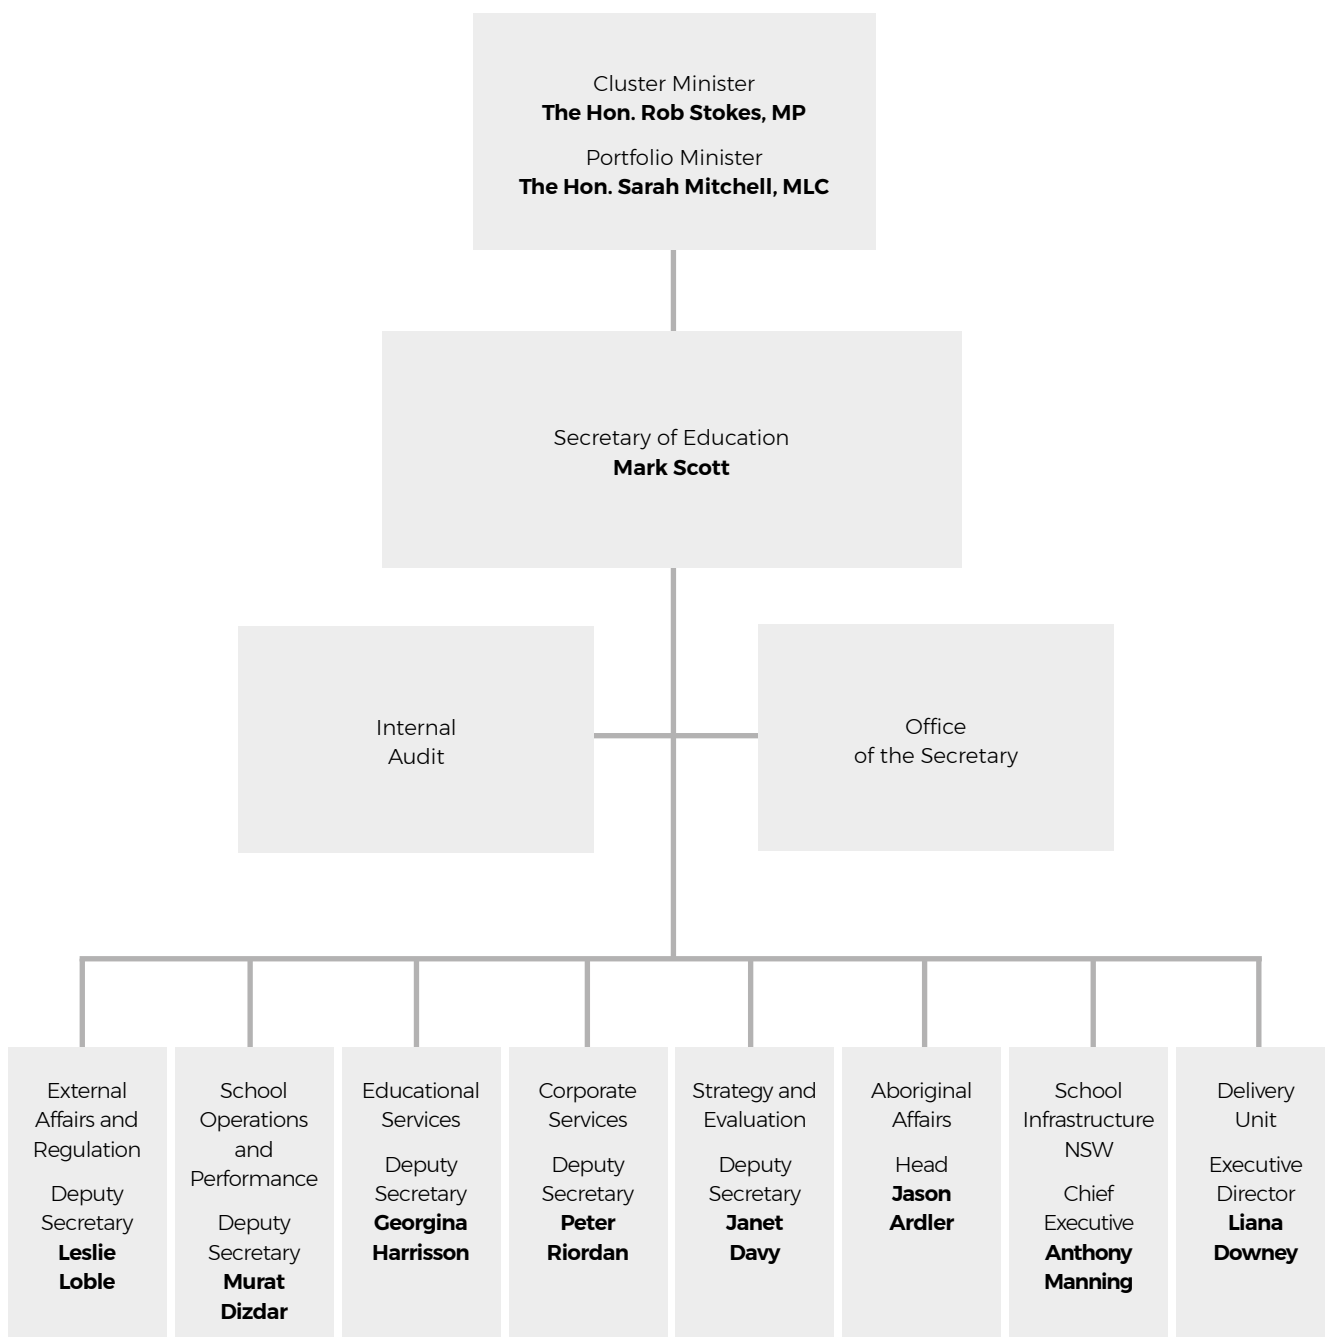 Cluster Minister
The Hon. Rob Stokes, MP
Portfolio Minister
The Hon. Sarah Mitchell, MLC
Secretary of Education
Mark Scott
Internal
Audit
Office
of the Secretary
External
Affairs and
Regulation
Deputy
Secretary
Leslie
Loble
School
Operations
and
Performance
Deputy
Secretary
Murat
Dizdar
Educational
Services
Deputy
Secretary
Georgina
Harrisson
Corporate
Services
Deputy
Secretary
Peter
Riordan
Strategy and
Evaluation
Deputy
Secretary
Janet
Davy
Aboriginal
Affairs
Head
Jason
Ardler
School
Infrastructure
NSW
Chief
Executive
Anthony
Manning
Delivery
Unit
Executive
Director
Liana
Downey